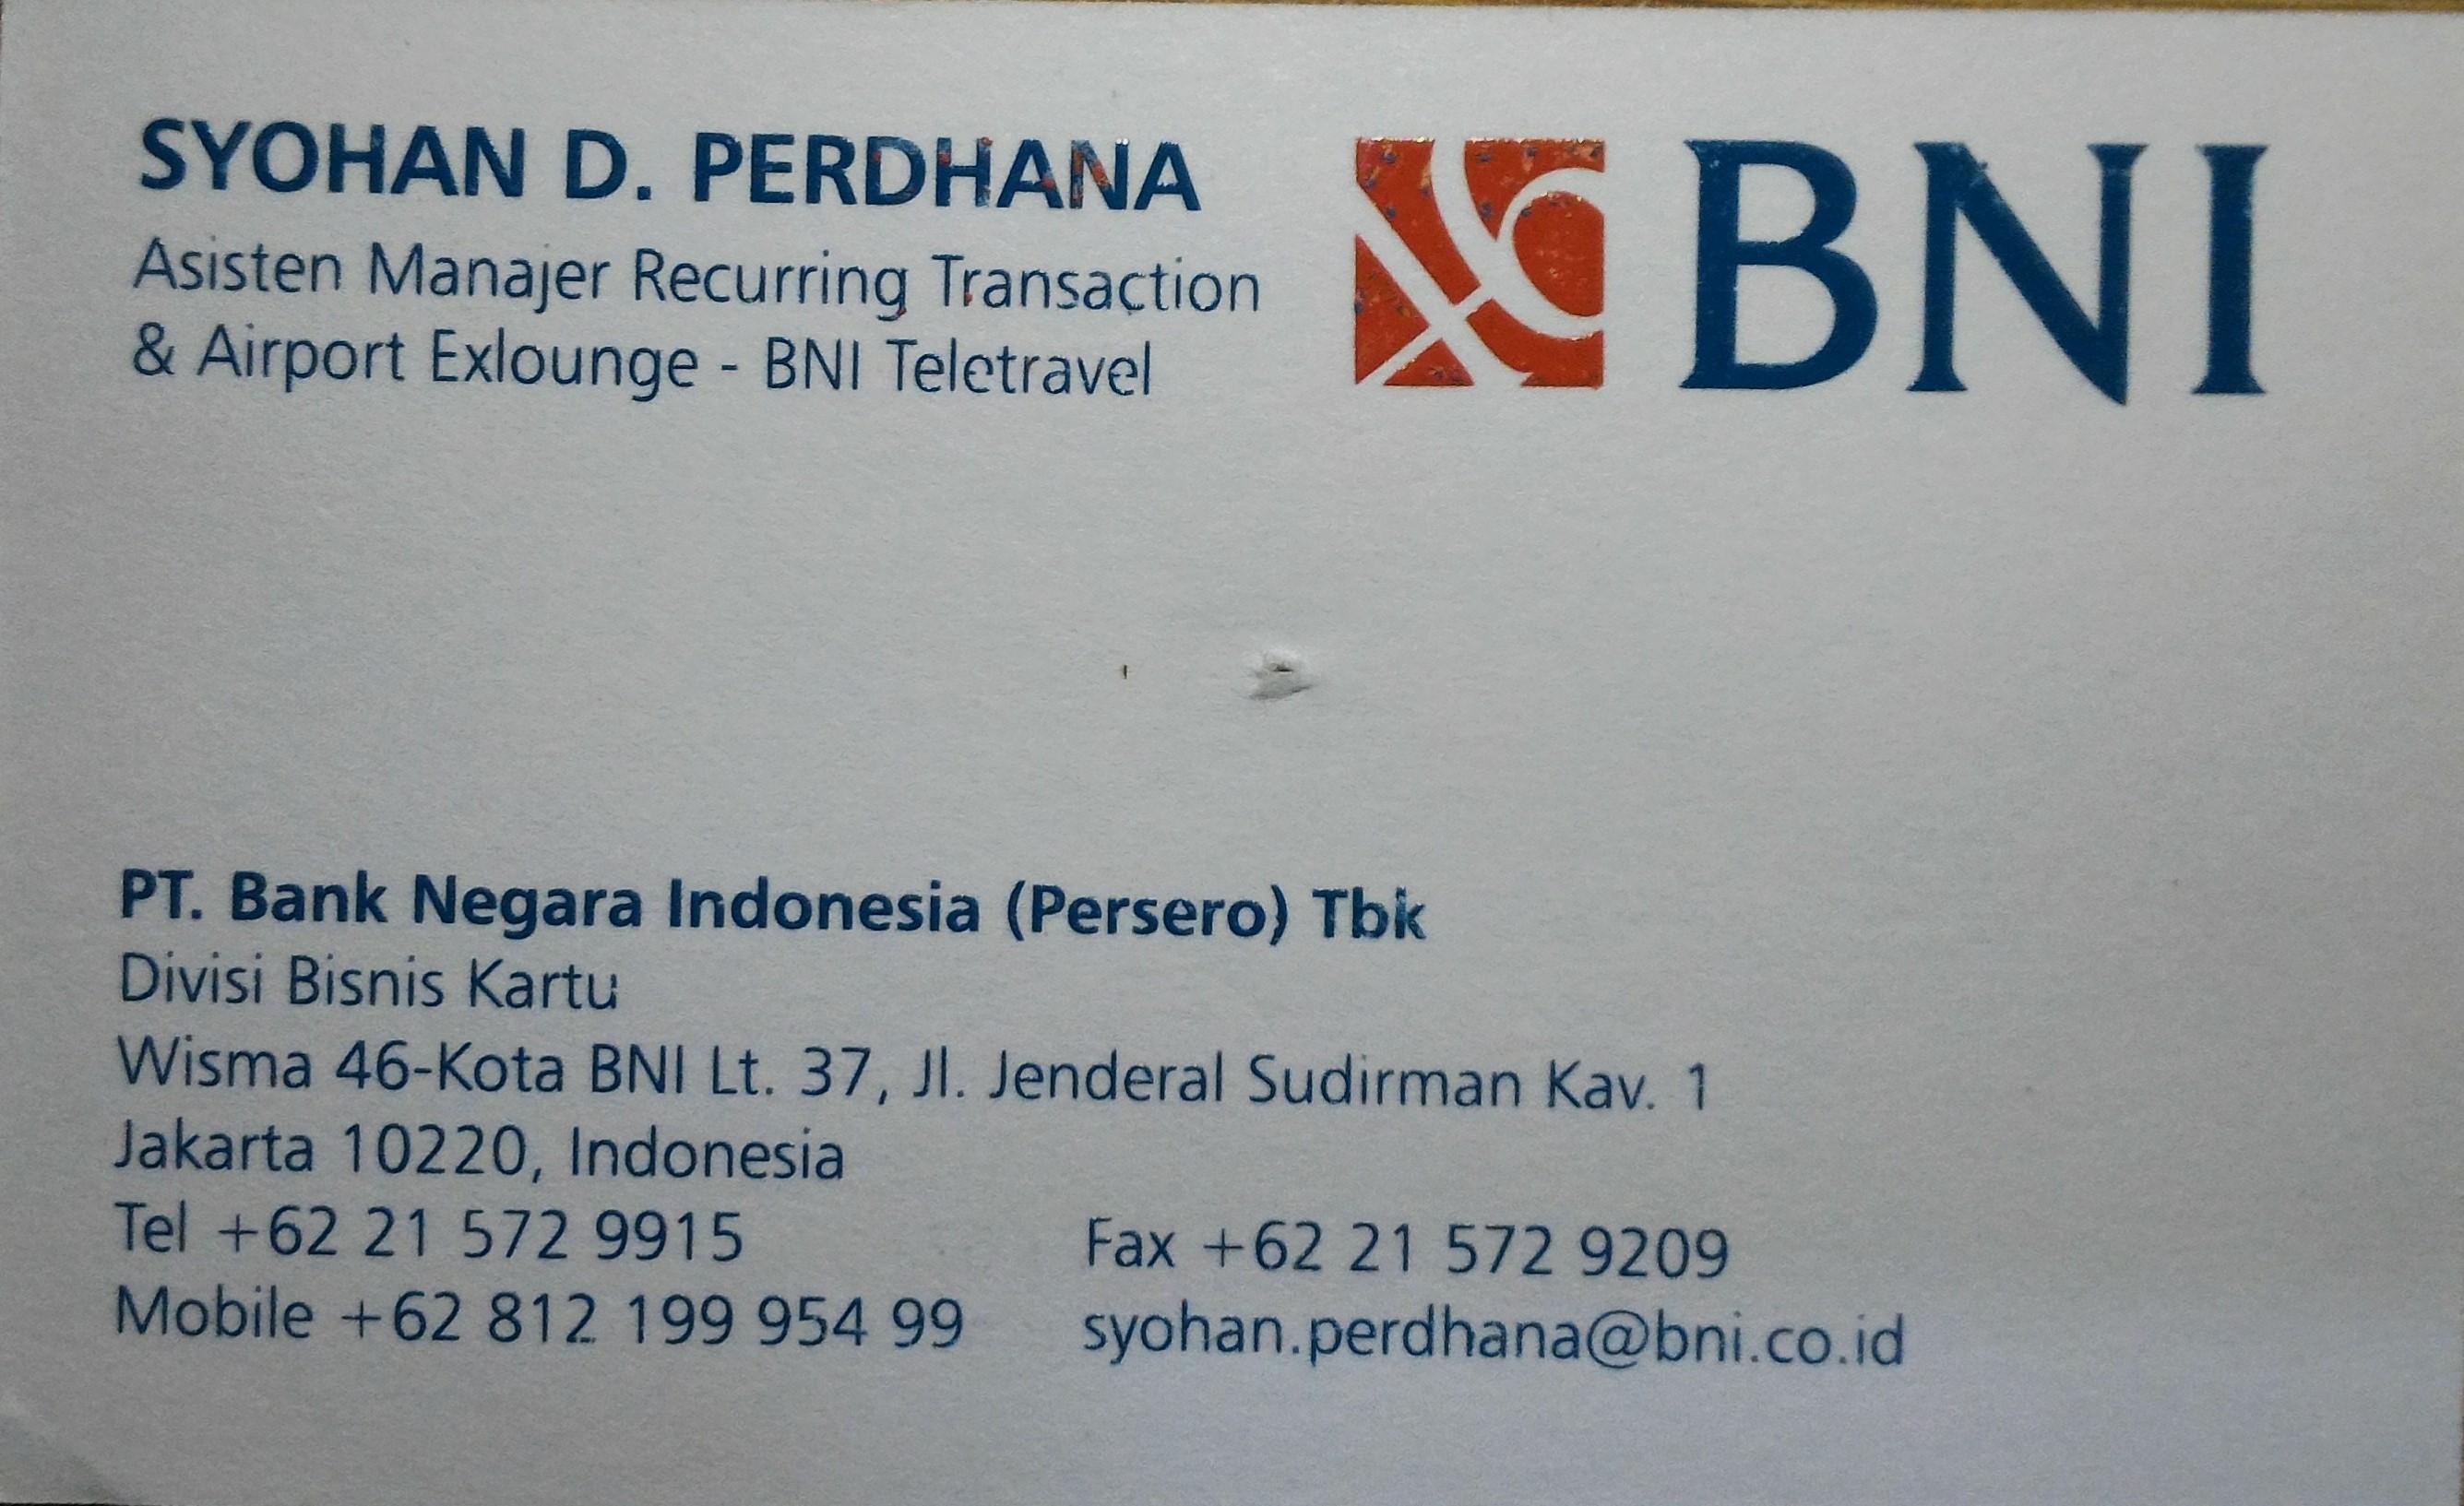 SYOHAN D. PERDHANA
Asisten Manajer Recurring Transaction
& Airport Exlounge - BNI Teletravel
BNI
PT. Bank Negara Indonesia (Persero) Tbk
Divisi Bisnis Kartu
Wisma 46-Kota BNI Lt. 37, Jl. Jenderal Sudirman Kav. 1
Jakarta 10220, Indonesia
Tel +62 21 572 9915 Fax +62 21 572 9209
Mobile +62 812 199 954 99 syohan.perdhana@bni.co.id